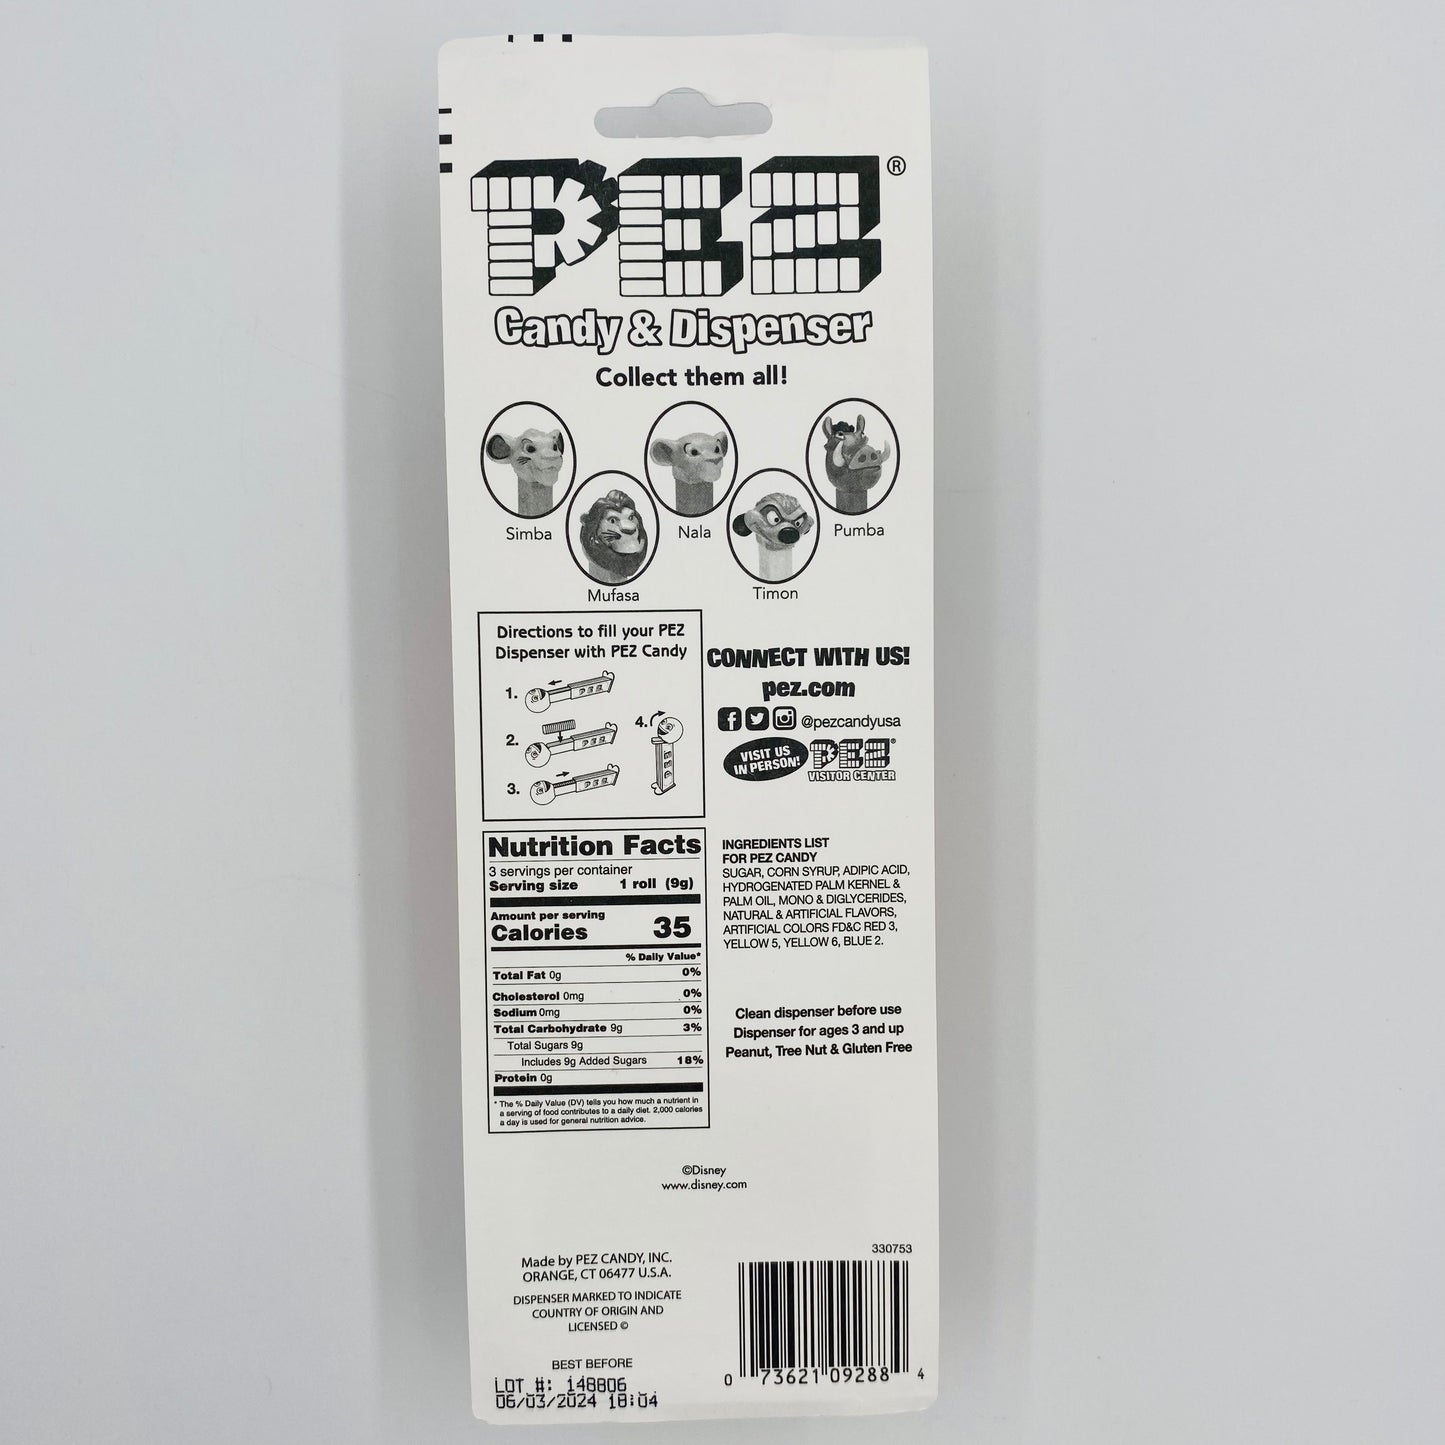 PEZ®
Candy & Dispenser
Collect them all!
Simba
Mufasa
Nala
Timon
Pumba
Directions to fill your PEZ
Dispenser with PEZ Candy
1.
PEZ
2.
PEZ
3.
PEZ
4.
PEZ
CONNECT WITH US!
pez.com
@pezcandyusa
VISIT US
IN PERSON!
PEZ®
VISITOR CENTER
Nutrition Facts
3 servings per container
Serving size 1 roll (9g)
Amount per serving
Calories 35
% Daily Value*
Total Fat 0g 0%
Cholesterol 0mg 0%
Sodium 0mg 0%
Total Carbohydrate 9g 3%
Total Sugars 9g
Includes 9g Added Sugars 18%
Protein 0g
* The % Daily Value (DV) tells you how much a nutrient in
a serving of food contributes to a daily diet. 2,000 calories
a day is used for general nutrition advice.
INGREDIENTS LIST
FOR PEZ CANDY
SUGAR, CORN SYRUP, ADIPIC ACID,
HYDROGENATED PALM KERNEL &
PALM OIL, MONO & DIGLYCERIDES,
NATURAL & ARTIFICIAL FLAVORS,
ARTIFICIAL COLORS FD&C RED 3,
YELLOW 5, YELLOW 6, BLUE 2.
Clean dispenser before use
Dispenser for ages 3 and up
Peanut, Tree Nut & Gluten Free
©Disney
www.disney.com
Made by PEZ CANDY, INC.
ORANGE, CT 06477 U.S.A.
DISPENSER MARKED TO INDICATE
COUNTRY OF ORIGIN AND
LICENSED ©
BEST BEFORE
LOT #: 148806
06/03/2024 18:04
330753
0 73621 09288 4